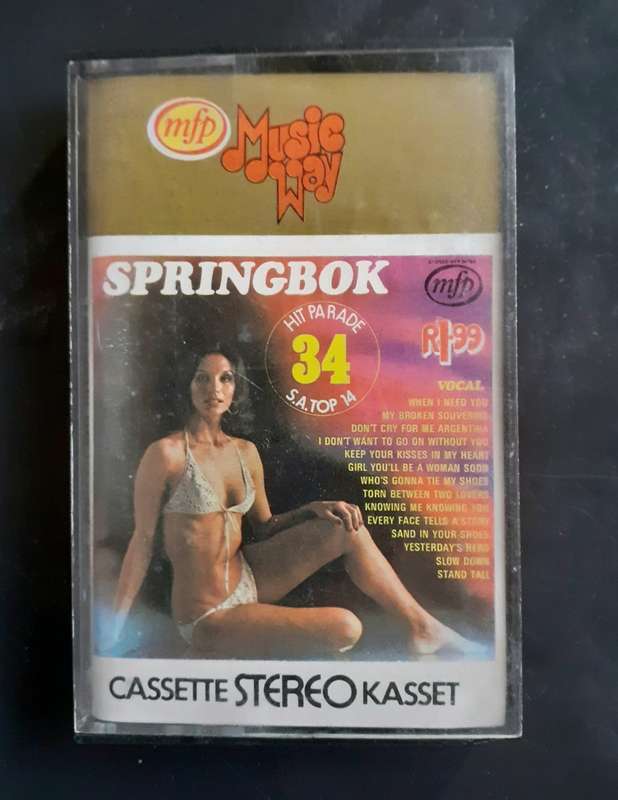 mfp
Music
Way
SPRINGBOK
mfp
HIT PARADE
34
S.A. TOP 14
R1·99
VOCAL
WHEN I NEED YOU
MY BROKEN SOUVENIRS
DON'T CRY FOR ME ARGENTINA
I DON'T WANT TO GO ON WITHOUT YOU
KEEP YOUR KISSES IN MY HEART
GIRL YOU'LL BE A WOMAN SOON
WHO'S GONNA TIE MY SHOES
TORN BETWEEN TWO LOVERS
KNOWING ME KNOWING YOU
EVERY FACE TELLS A STORY
SAND IN YOUR SHOES
YESTERDAY'S HERO
SLOW DOWN
STAND TALL
CASSETTE STEREO KASSET